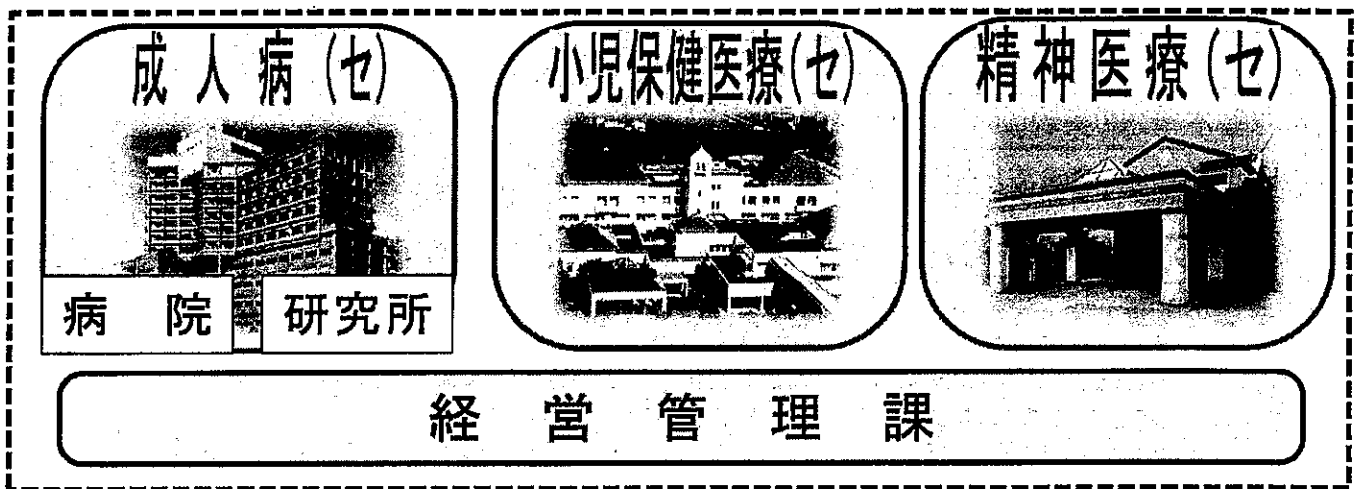 成人病(セ)
小児保健医療(セ)
精神医療(セ)
病院
研究所
経営管理課